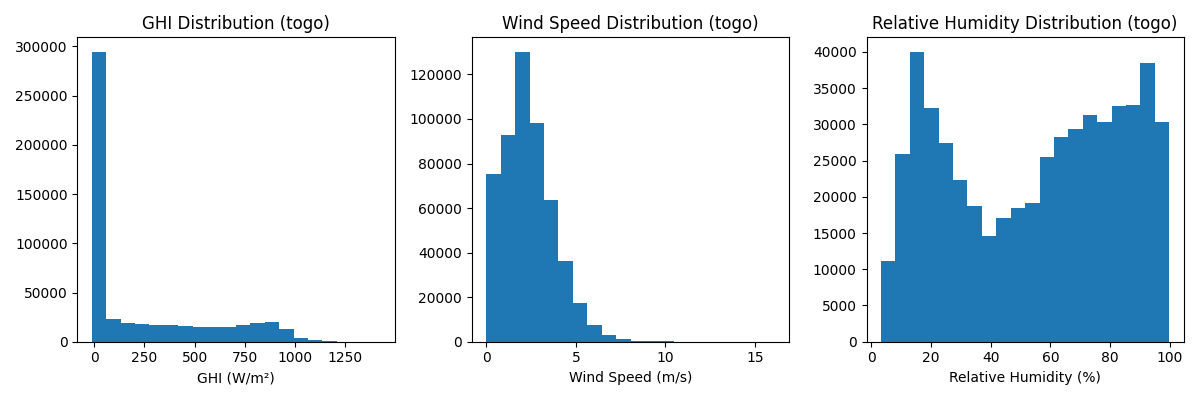 GHI Distribution (togo)
300000
250000
200000
150000
100000
50000
0
0 250 500 750 1000 1250
GHI (W/m²)
Wind Speed Distribution (togo)
120000
100000
80000
60000
40000
20000
0
0 5 10 15
Wind Speed (m/s)
Relative Humidity Distribution (togo)
40000
35000
30000
25000
20000
15000
10000
5000
0
0 20 40 60 80 100
Relative Humidity (%)